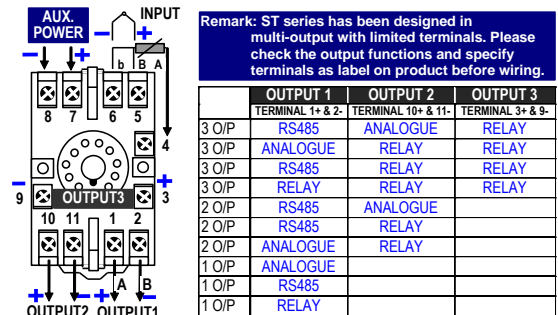 AUX.
POWER
INPUT
− + − +
b B A
8 7 6 5
4
− +
9 OUTPUT3 3
10 11 1 2
A B
+ − + −
OUTPUT2 OUTPUT1
Remark: ST series has been designed in
multi-output with limited terminals. Please
check the output functions and specify
terminals as label on product before wiring.
OUTPUT 1 OUTPUT 2 OUTPUT 3
TERMINAL 1+ & 2- TERMINAL 10+ & 11- TERMINAL 3+ & 9-
3 O/P RS485 ANALOGUE RELAY
3 O/P ANALOGUE RELAY RELAY
3 O/P RS485 RELAY RELAY
3 O/P RELAY RELAY RELAY
2 O/P RS485 ANALOGUE
2 O/P RS485 RELAY
2 O/P ANALOGUE RELAY
1 O/P ANALOGUE
1 O/P RS485
1 O/P RELAY